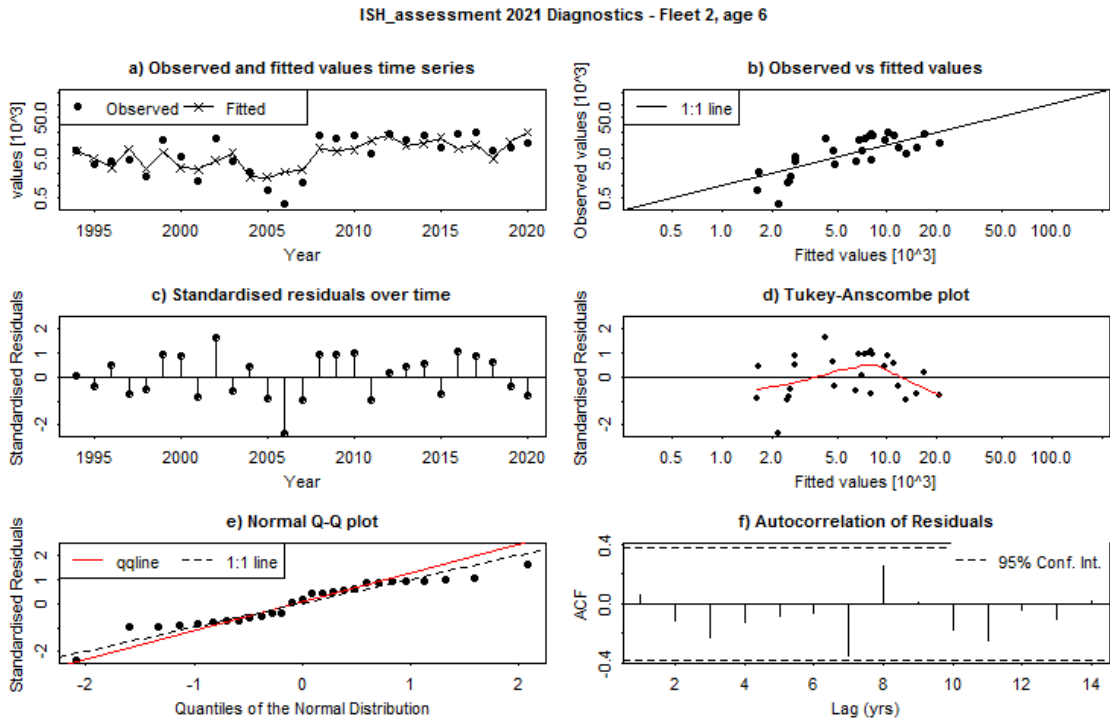 ISH_assessment 2021 Diagnostics - Fleet 2, age 6
a) Observed and fitted values time series
values [10^3]
50.0
5.0
0.5
Observed
Fitted
1995 2000 2005 2010 2015 2020
Year
b) Observed vs fitted values
Observed values [10^3]
50.0
5.0
0.5
1:1 line
0.5 1.0 2.0 5.0 10.0 20.0 50.0 100.0
Fitted values [10^3]
c) Standardised residuals over time
Standardised Residuals
2
1
0
-2
1995 2000 2005 2010 2015 2020
Year
d) Tukey-Anscombe plot
Standardised Residuals
2
1
0
-2
0.5 1.0 2.0 5.0 10.0 20.0 50.0 100.0
Fitted values [10^3]
e) Normal Q-Q plot
Standardised Residuals
2
1
0
-2
qqline
1:1 line
-2 -1 0 1 2
Quantiles of the Normal Distribution
f) Autocorrelation of Residuals
ACF
0.4
0.0
-0.4
95% Conf. Int.
2 4 6 8 10 12 14
Lag (yrs)